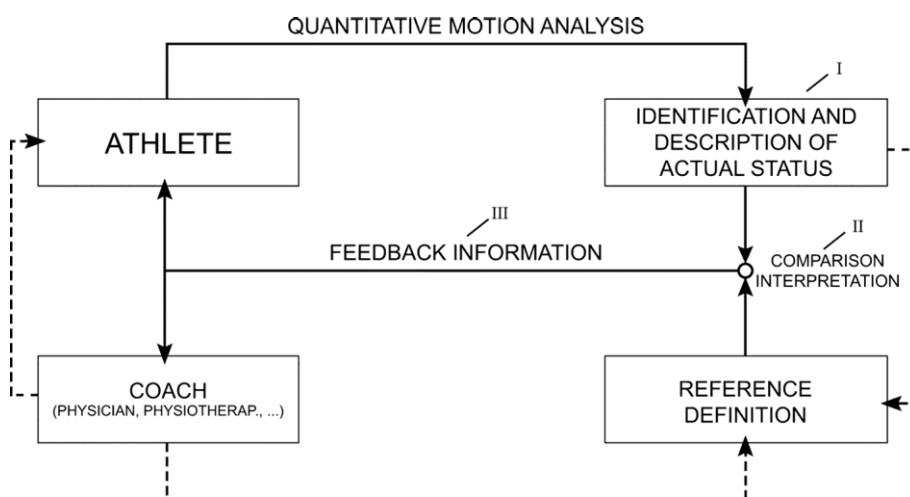 QUANTITATIVE MOTION ANALYSIS
I
ATHLETE
IDENTIFICATION AND
DESCRIPTION OF
ACTUAL STATUS
III
FEEDBACK INFORMATION
II
COMPARISON
INTERPRETATION
COACH
(PHYSICIAN, PHYSIOTHERAP., ...)
REFERENCE
DEFINITION